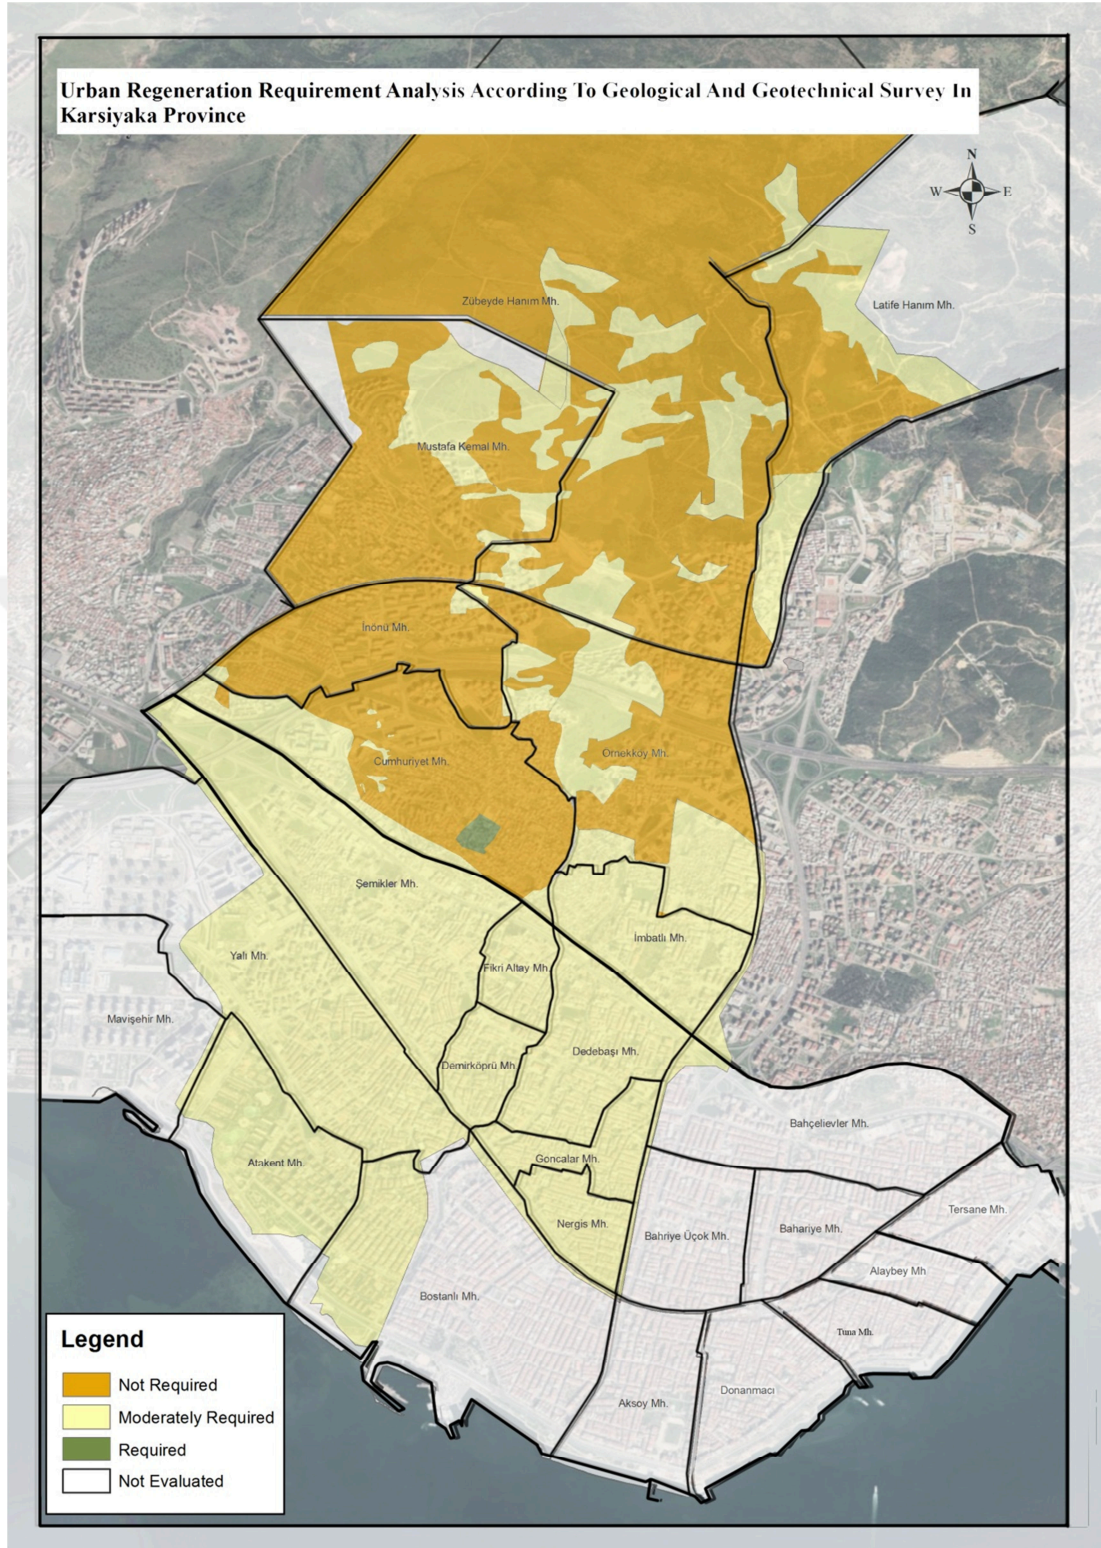 Urban Regeneration Requirement Analysis According To Geological And Geotechnical Survey In
Karsiyaka Province
N
W
E
S
Zübeyde Hanım Mh.
Latife Hanım Mh.
Mustafa Kemal Mh.
İnönü Mh.
Örnekköy Mh.
Cumhuriyet Mh.
Şemikler Mh.
İmbatlı Mh.
Yalı Mh.
Fikri Altay Mh.
Mavişehir Mh.
Dedebaşı Mh.
Demirköprü Mh.
Bahçelievler Mh.
Atakent Mh.
Goncalar Mh.
Tersane Mh.
Nergis Mh.
Bahariye Mh.
Bahriye Üçok Mh.
Alaybey Mh
Bostanlı Mh.
Tuna Mh.
Donanmacı
Aksoy Mh.
Legend
Not Required
Moderately Required
Required
Not Evaluated